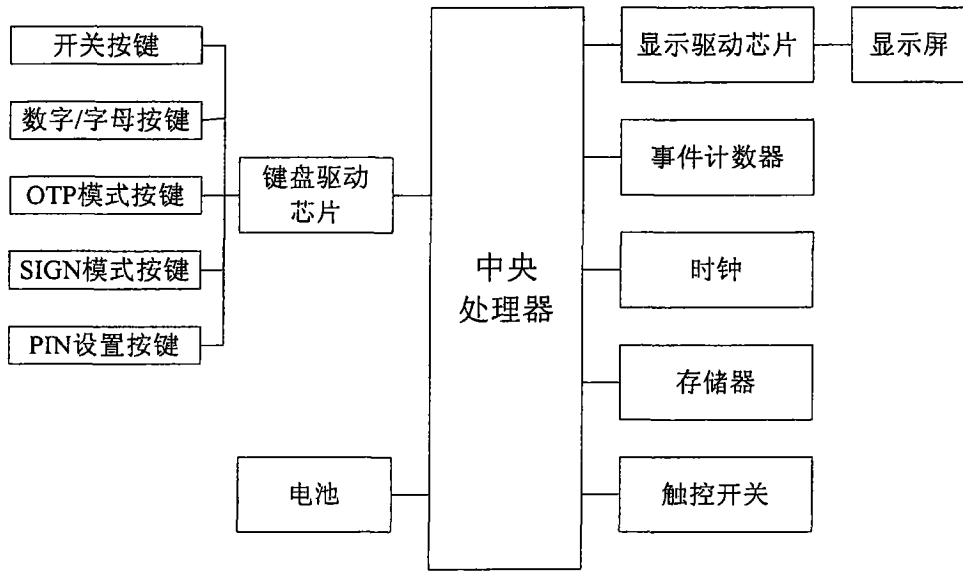 开关按键
数字/字母按键
OTP模式按键
SIGN模式按键
PIN设置按键
键盘驱动
芯片
电池
中央
处理器
显示驱动芯片
显示屏
事件计数器
时钟
存储器
触控开关